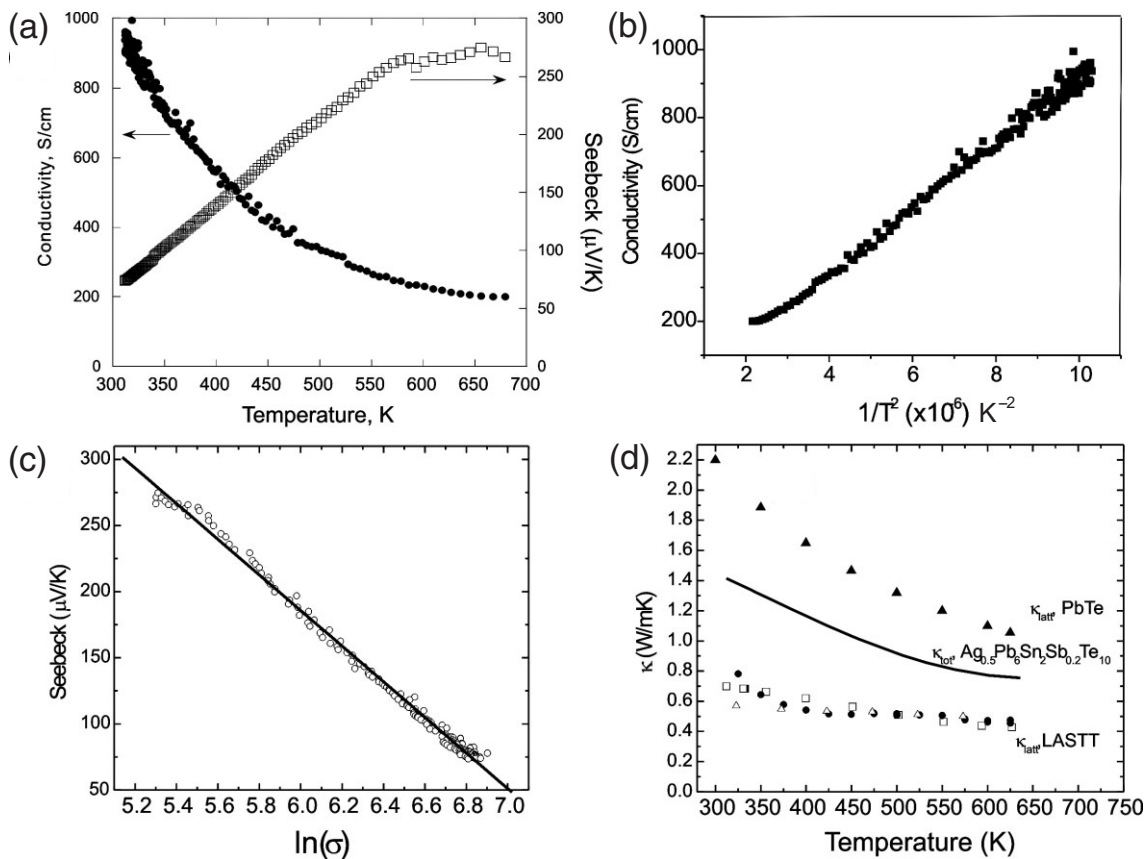 (a)
1000
800
600
400
200
0
Conductivity, S/cm
300
250
200
150
100
50
0
Seebeck (μV/K)
300 350 400 450 500 550 600 650 700
Temperature, K
(b)
1000
800
600
400
200
Conductivity (S/cm)
2 4 6 8 10
1/T² (x10⁶) K⁻²
(c)
300
250
200
150
100
50
Seebeck (μV/K)
5.2 5.4 5.6 5.8 6.0 6.2 6.4 6.6 6.8 7.0
ln(σ)
(d)
2.2
2.0
1.8
1.6
1.4
1.2
1.0
0.8
0.6
0.4
0.2
0.0
κ (W/mK)
κlatt, PbTe
κtot, Ag0.5Pb6Sn2Sb0.2Te10
κlatt, LASTT
300 350 400 450 500 550 600 650 700 750
Temperature (K)